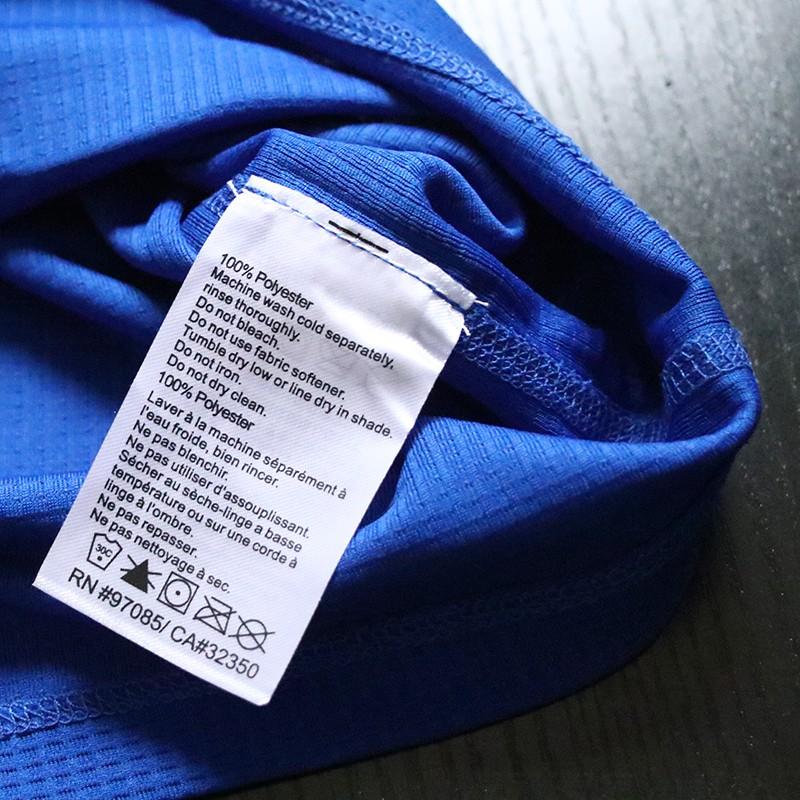 100% Polyester
Machine wash cold separately,
rinse thoroughly.
Do not bleach.
Do not use fabric softener.
Tumble dry low or line dry in shade.
Do not iron.
Do not dry clean.
100% Polyester
Laver à la machine séparément à
l'eau froide, bien rincer.
Ne pas blenchir.
Ne pas utiliser d'assouplissant.
Sécher au sèche-linge a basse
température ou sur une corde à
linge à l'ombre.
Ne pas repasser.
Ne pas nettoyage à sec.
30C
RN #97085/ CA#32350